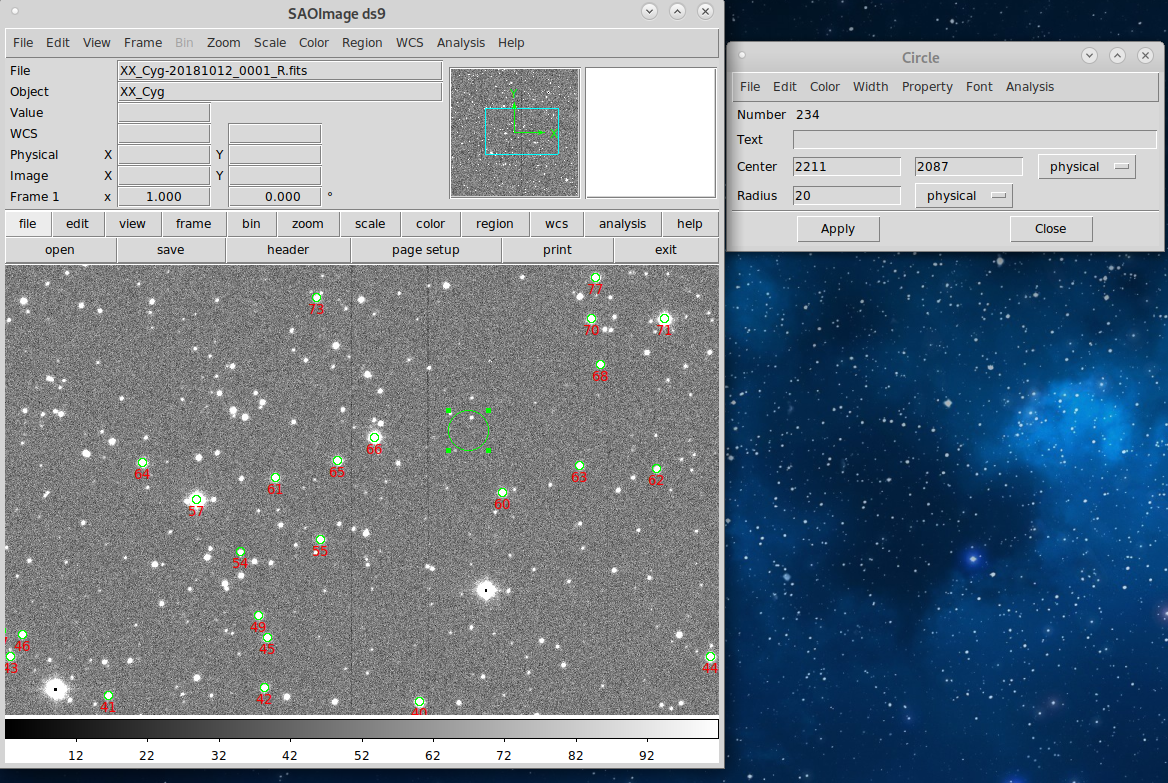 SAOImage ds9
File Edit View Frame Bin Zoom Scale Color Region WCS Analysis Help
File XX_Cyg-20181012_0001_R.fits
Object XX_Cyg
Value
WCS
Physical X Y
Image X Y
Frame 1 x 1.000 0.000 °
Y
X
file edit view frame bin zoom scale color region wcs analysis help
open save header page setup print exit
77
73
70 71
68
66
64 65 63 62
61
57 60
55
54
49
46 45
43 44
42
41 40
12 22 32 42 52 62 72 82 92
Circle
File Edit Color Width Property Font Analysis
Number 234
Text
Center 2211 2087 physical
Radius 20 physical
Apply Close